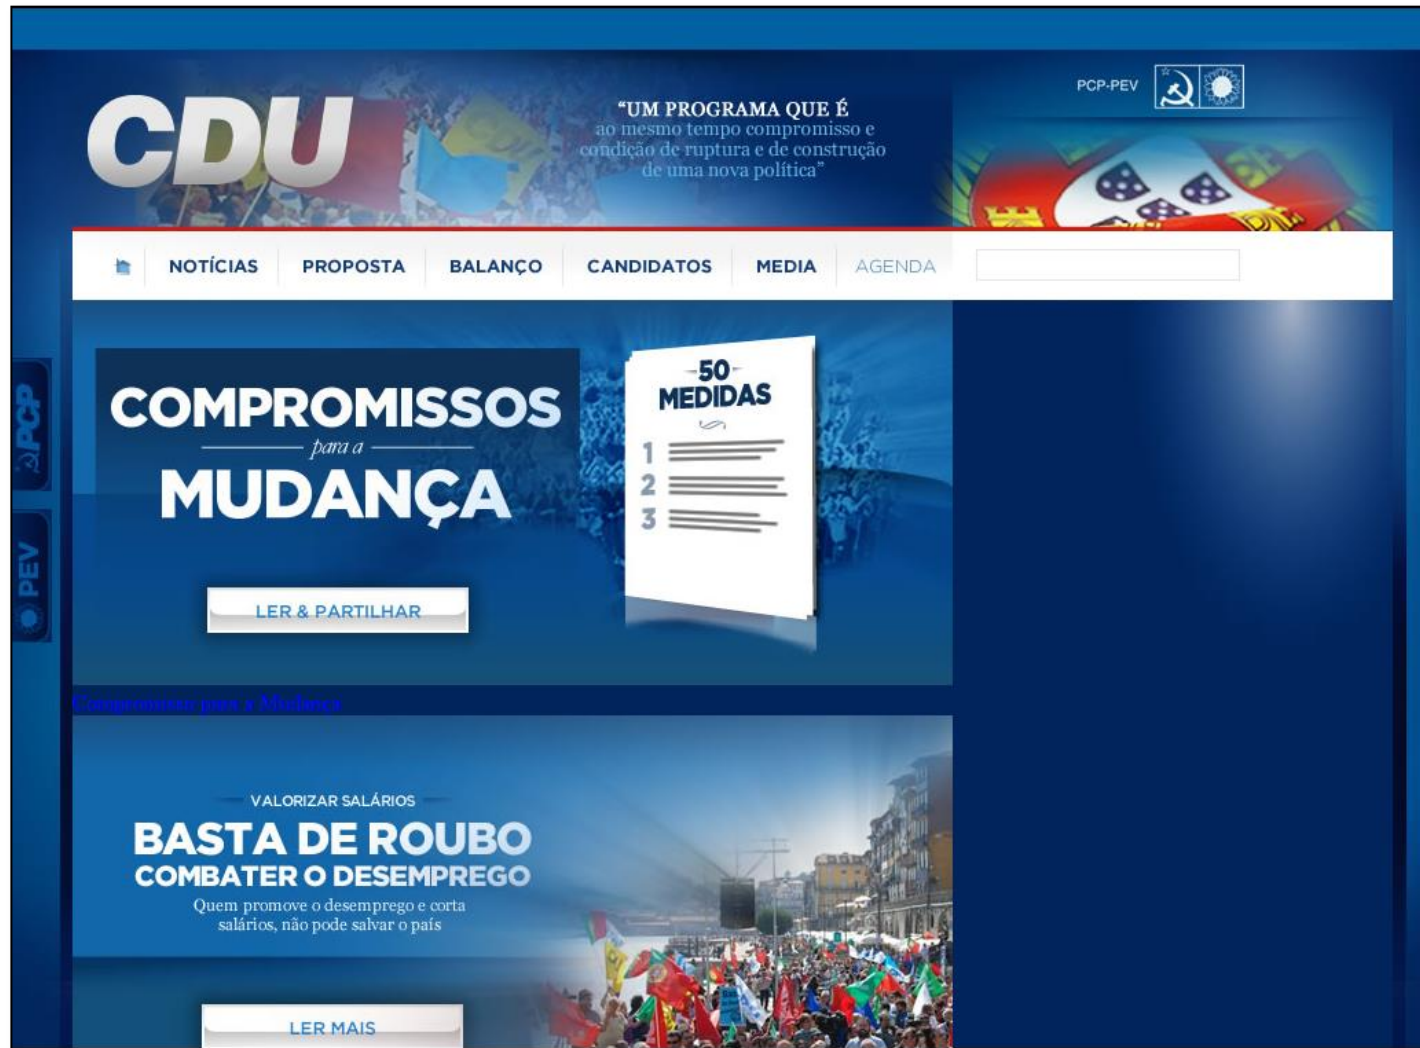 CDU
“UM PROGRAMA QUE É
ao mesmo tempo compromisso e
condição de ruptura e de construção
de uma nova política”
PCP-PEV
NOTÍCIAS PROPOSTA BALANÇO CANDIDATOS MEDIA AGENDA
PCP
PEV
COMPROMISSOS
para a
MUDANÇA
LER & PARTILHAR
50
MEDIDAS
1
2
3
Compromisso para a Mudança
VALORIZAR SALÁRIOS
BASTA DE ROUBO
COMBATER O DESEMPREGO
Quem promove o desemprego e corta
salários, não pode salvar o país
LER MAIS